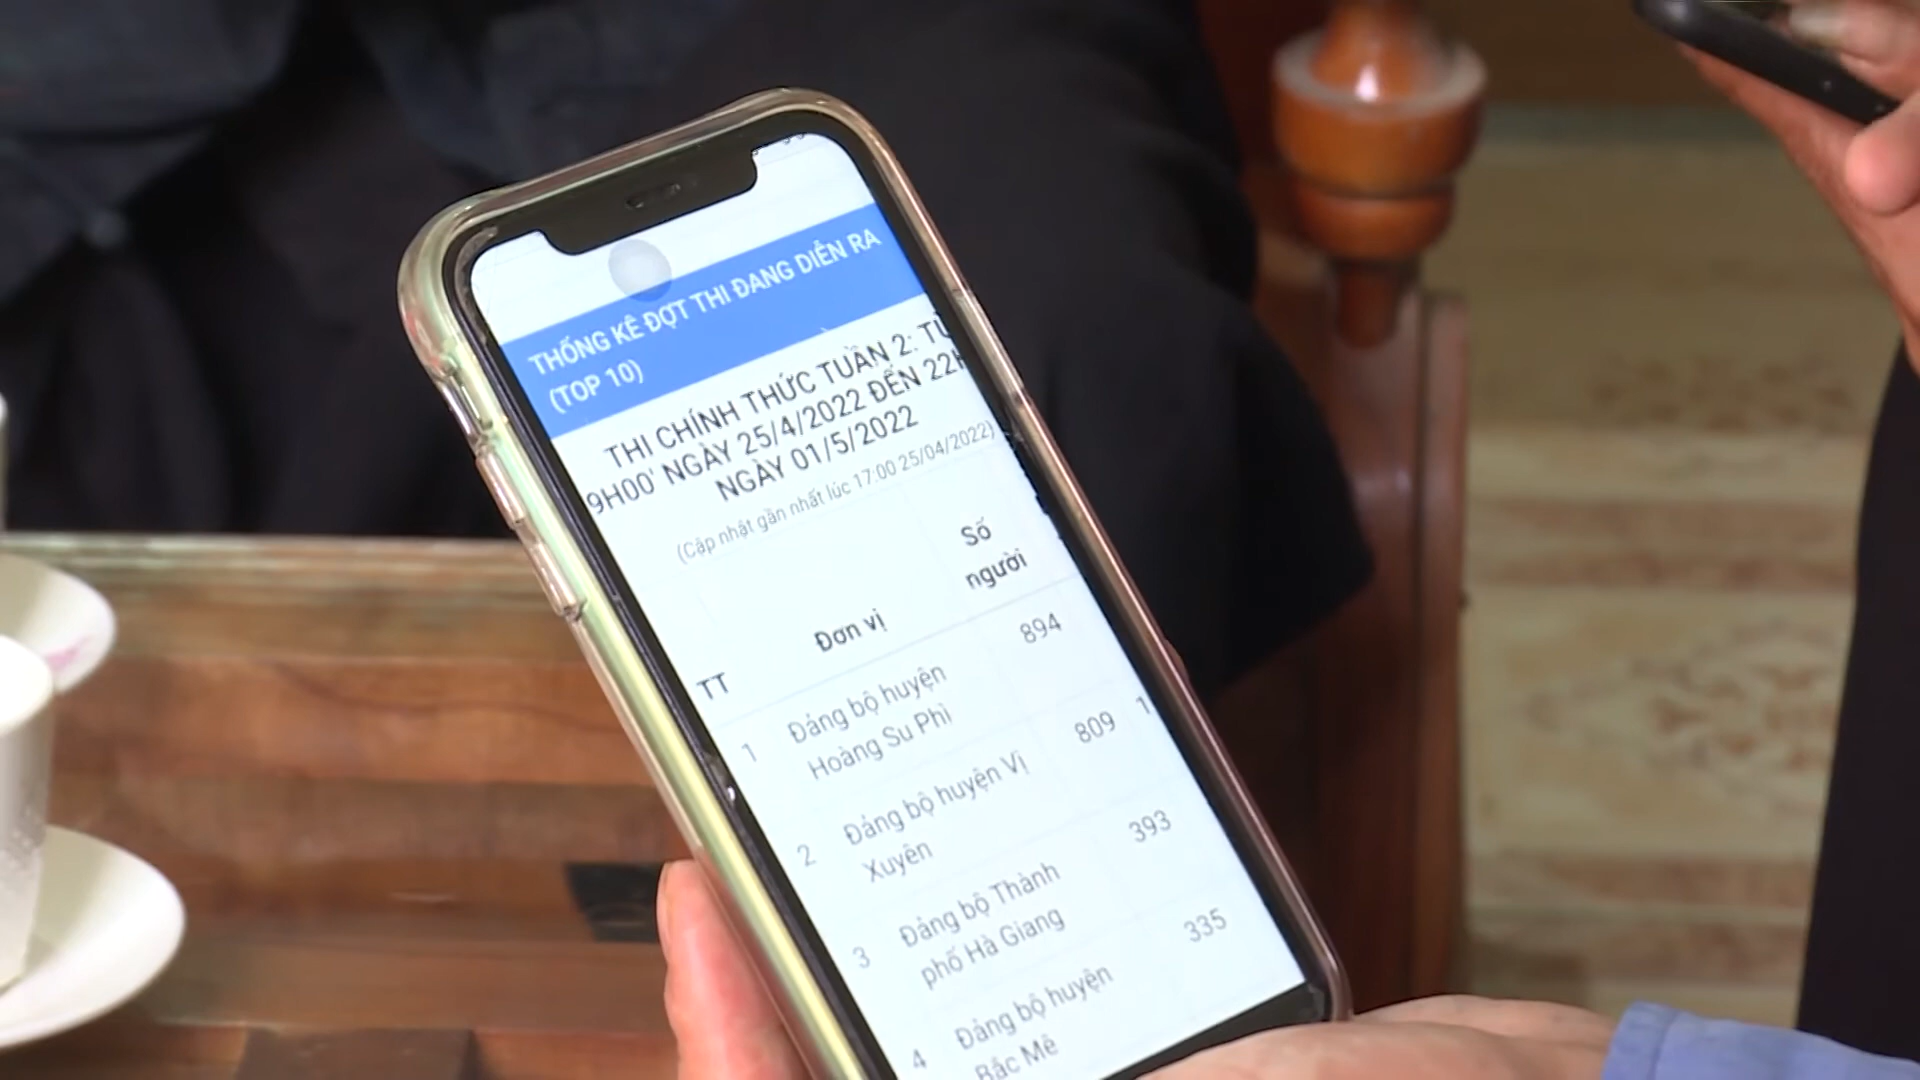 THỐNG KÊ ĐỢT THI ĐANG DIỄN RA
(TOP 10)
THI CHÍNH THỨC TUẦN 2: TỪ
9H00' NGÀY 25/4/2022 ĐẾN 22H
NGÀY 01/5/2022
(Cập nhật gần nhất lúc 17:00 25/04/2022)
TT Đơn vị Số
người
1 Đảng bộ huyện 894
Hoàng Su Phì
2 Đảng bộ huyện Vị 809 1
Xuyên
3 Đảng bộ Thành 393
phố Hà Giang
4 Đảng bộ huyện 335
Bắc Mê